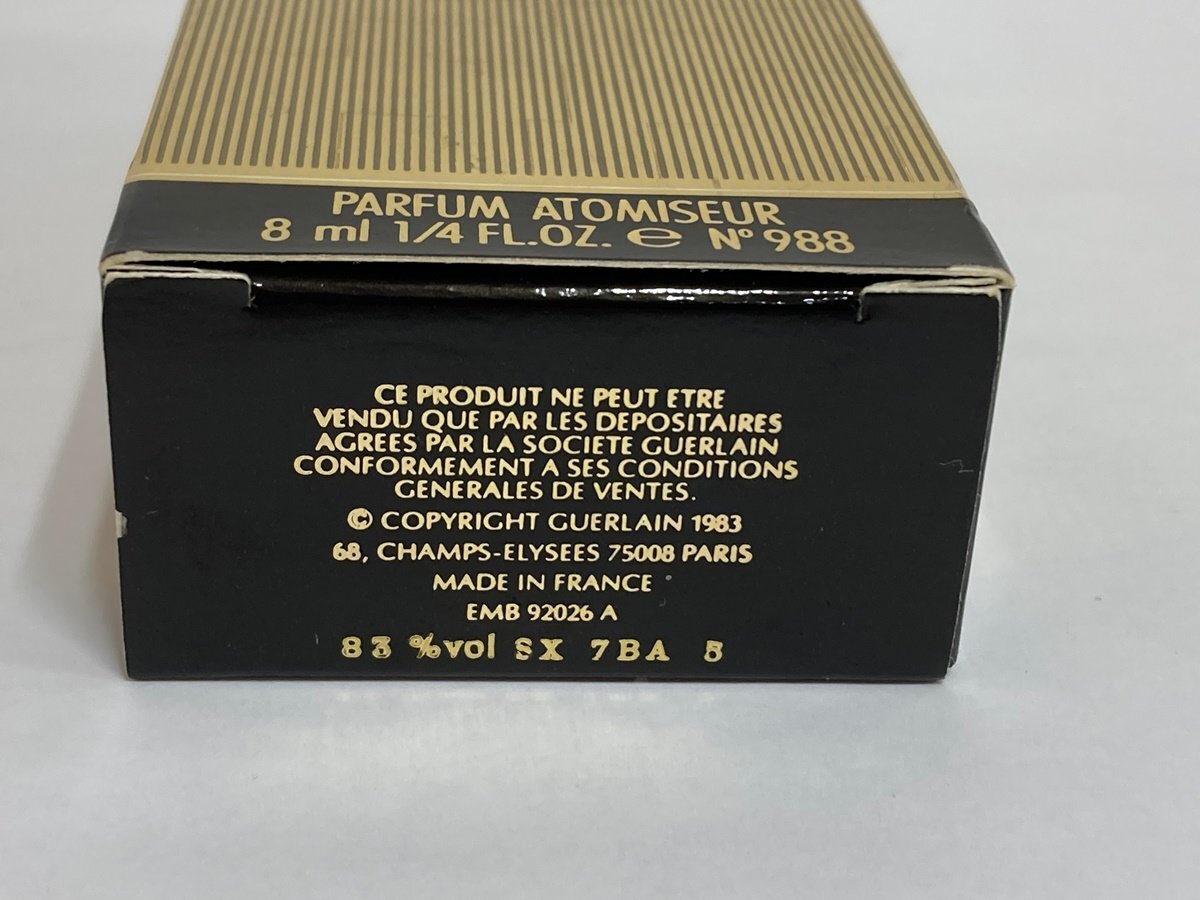 PARFUM ATOMISEUR
8 ml 1/4 FL.OZ. ℮ Nº 988
CE PRODUIT NE PEUT ETRE
VENDU QUE PAR LES DEPOSITAIRES
AGREES PAR LA SOCIETE GUERLAIN
CONFORMEMENT A SES CONDITIONS
GENERALES DE VENTES.
© COPYRIGHT GUERLAIN 1983
68, CHAMPS-ELYSEES 75008 PARIS
MADE IN FRANCE
EMB 92026 A
83 %vol SX 7BA 5